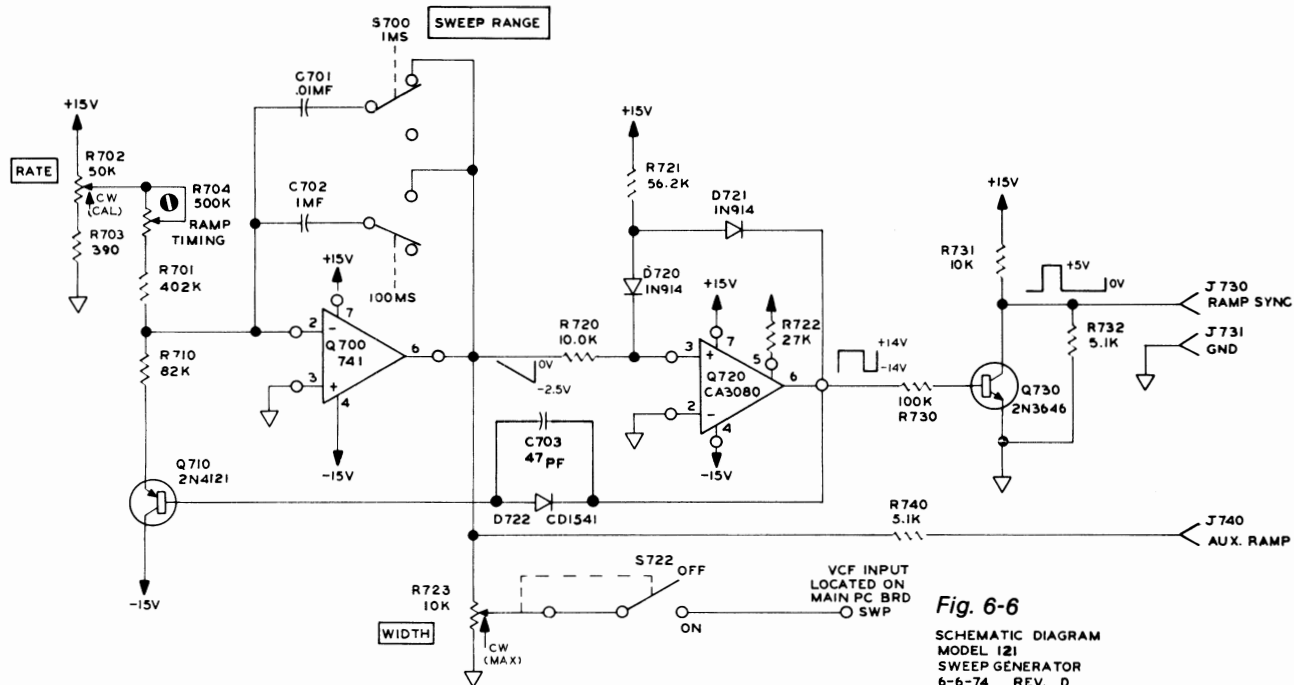 S700
1MS
SWEEP RANGE
C701
.01MF
+15V
RATE
R702
50K
CW
(CAL)
R704
500K
RAMP
TIMING
R703
390
C702
1MF
R701
402K
100MS
+15V
7
2
-
Q700
741
6
3
+
4
-15V
R710
82K
Q710
2N4121
-15V
0V
-2.5V
R720
10.0K
+15V
R721
56.2K
D721
1N914
D720
1N914
+15V
7
R722
27K
3
+
5
Q720
CA3080
6
2
-
4
-15V
+14V
-14V
100K
R730
+15V
R731
10K
+5V
0V
J730
RAMP SYNC
R732
5.1K
J731
GND
Q730
2N3646
C703
47PF
D722
CD1541
R740
5.1K
J740
AUX. RAMP
R723
10K
WIDTH
CW
(MAX)
S722
OFF
ON
VCF INPUT
LOCATED ON
MAIN PC BRD
SWP
Fig. 6-6
SCHEMATIC DIAGRAM
MODEL 121
SWEEP GENERATOR
6-6-74 REV. D